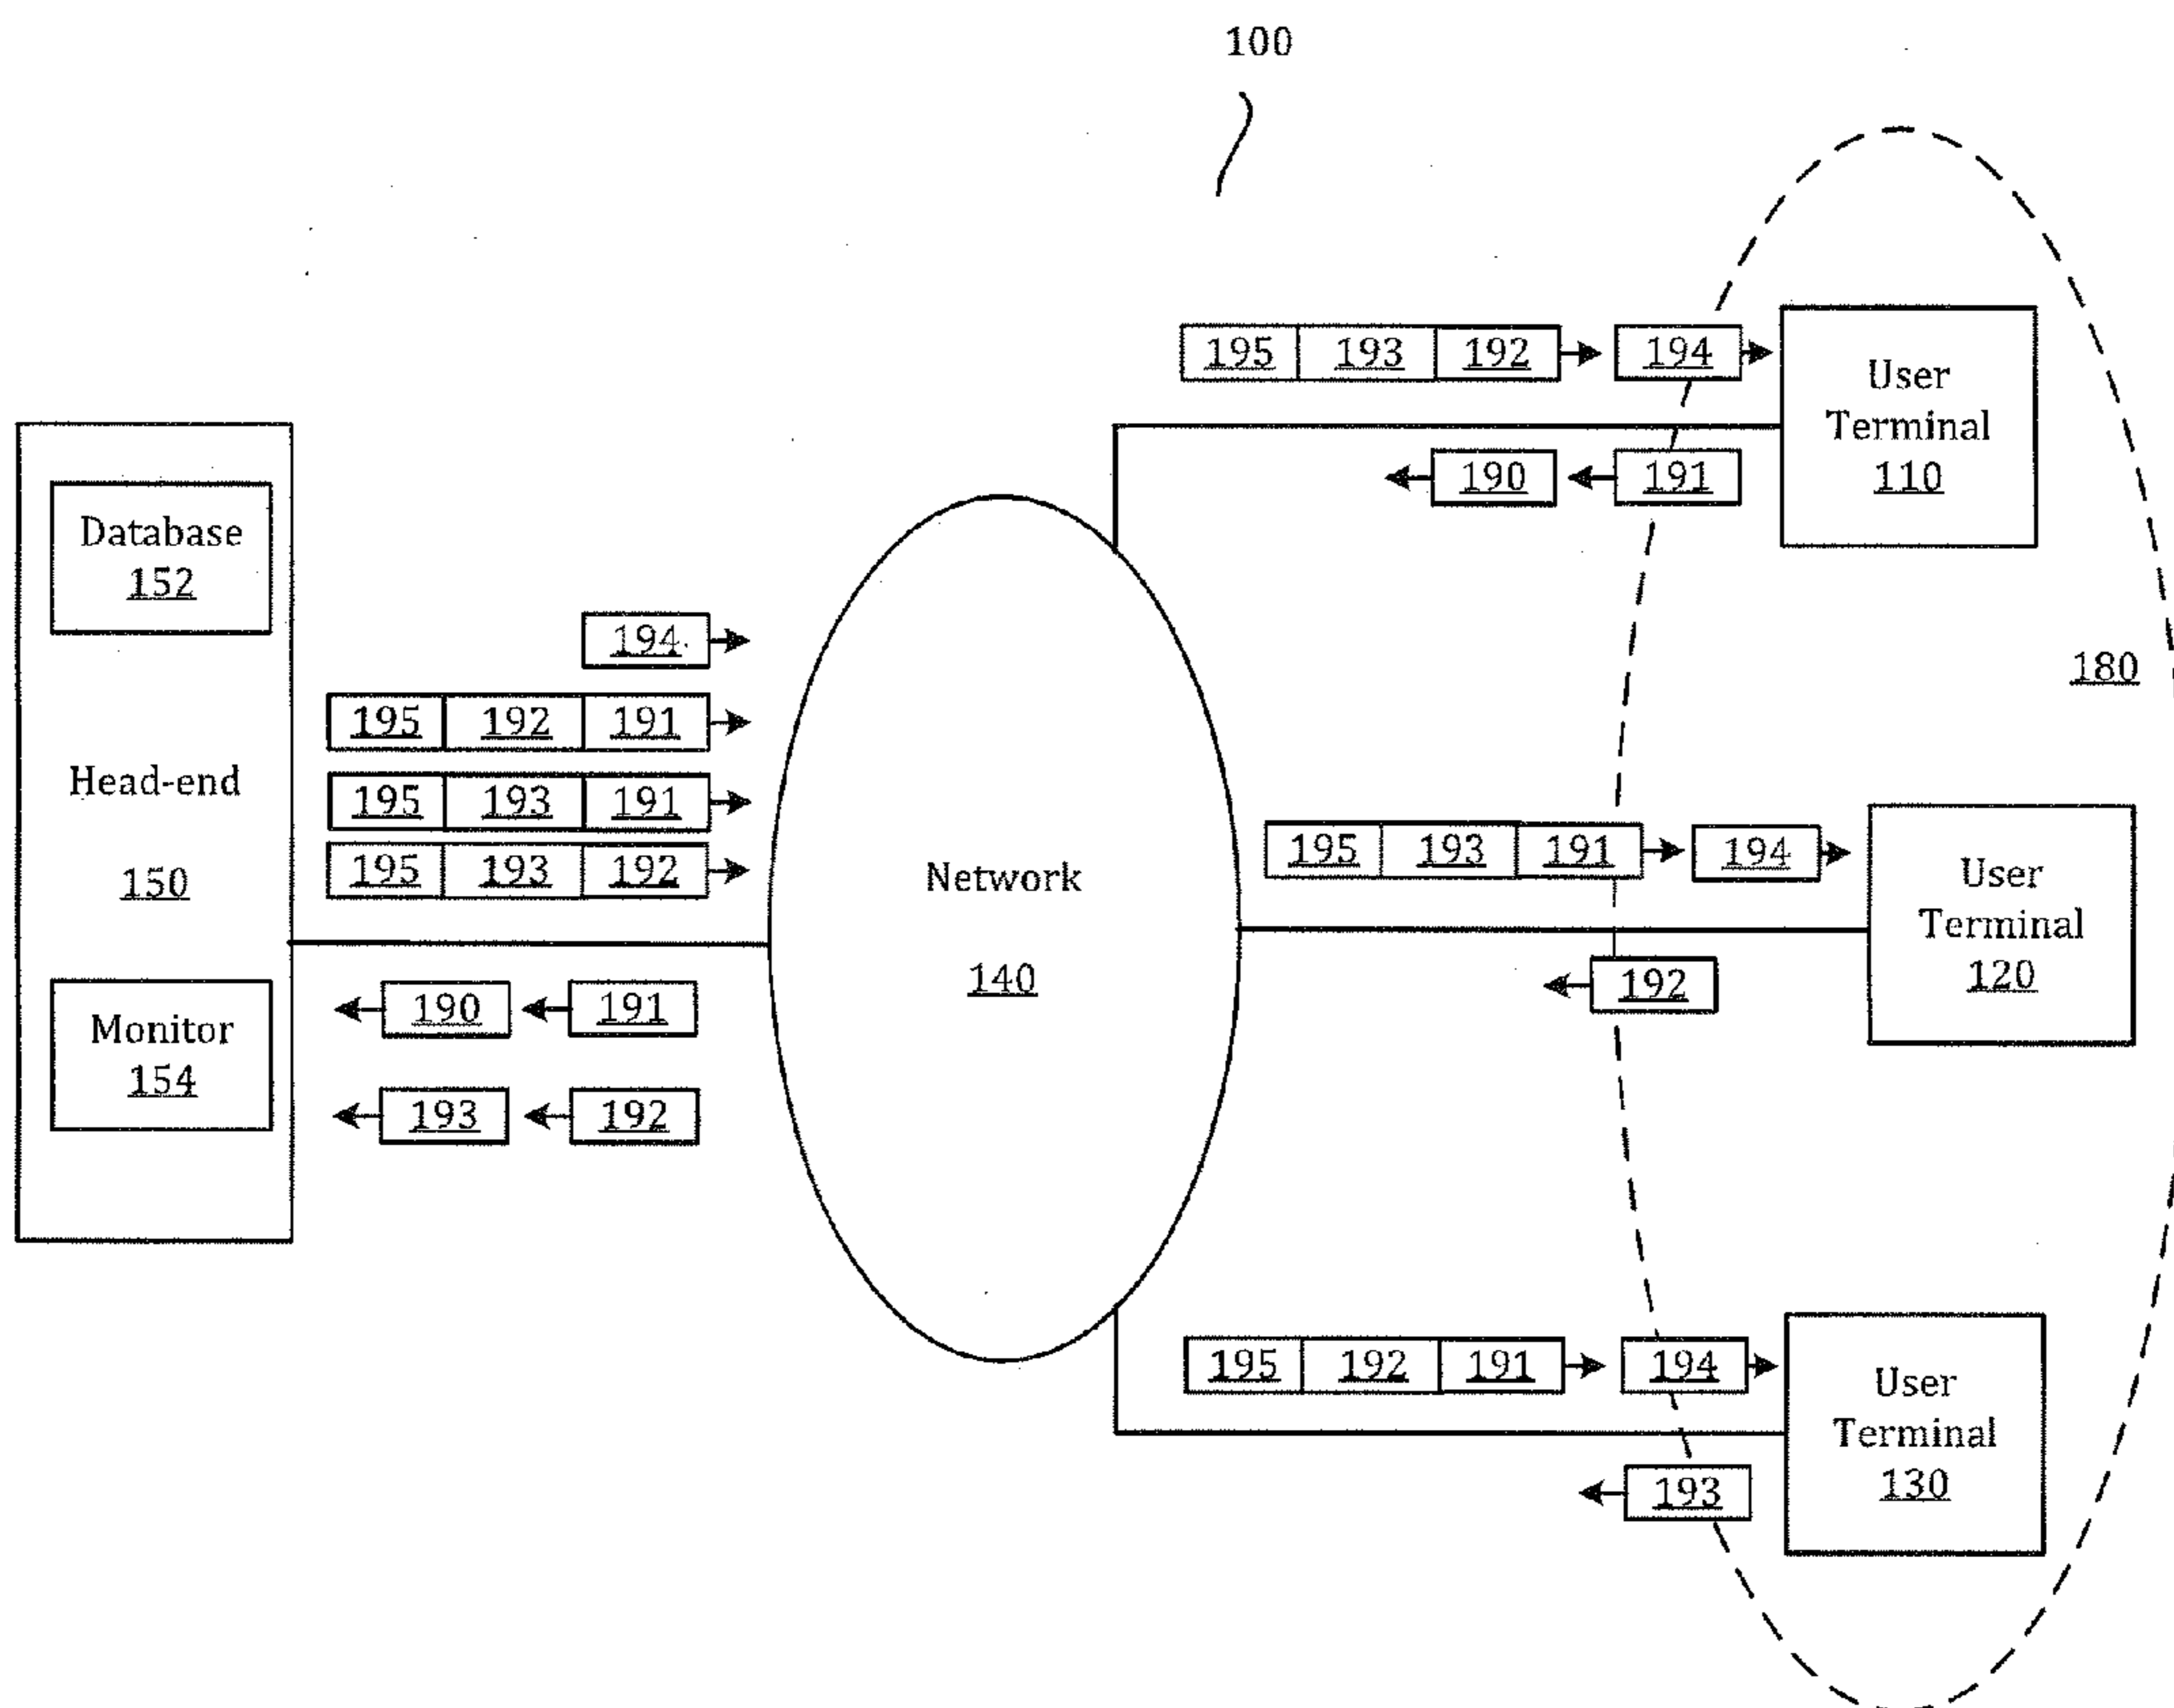 100
195 193 192 194
User
Terminal
110
190 191
Database
152
194
180
195 192 191
Head-end
195 193 191
150
195 193 192
Network
140
195 193 191 194
User
Terminal
120
192
Monitor
154
190 191
193 192
195 192 191 194
User
Terminal
130
193